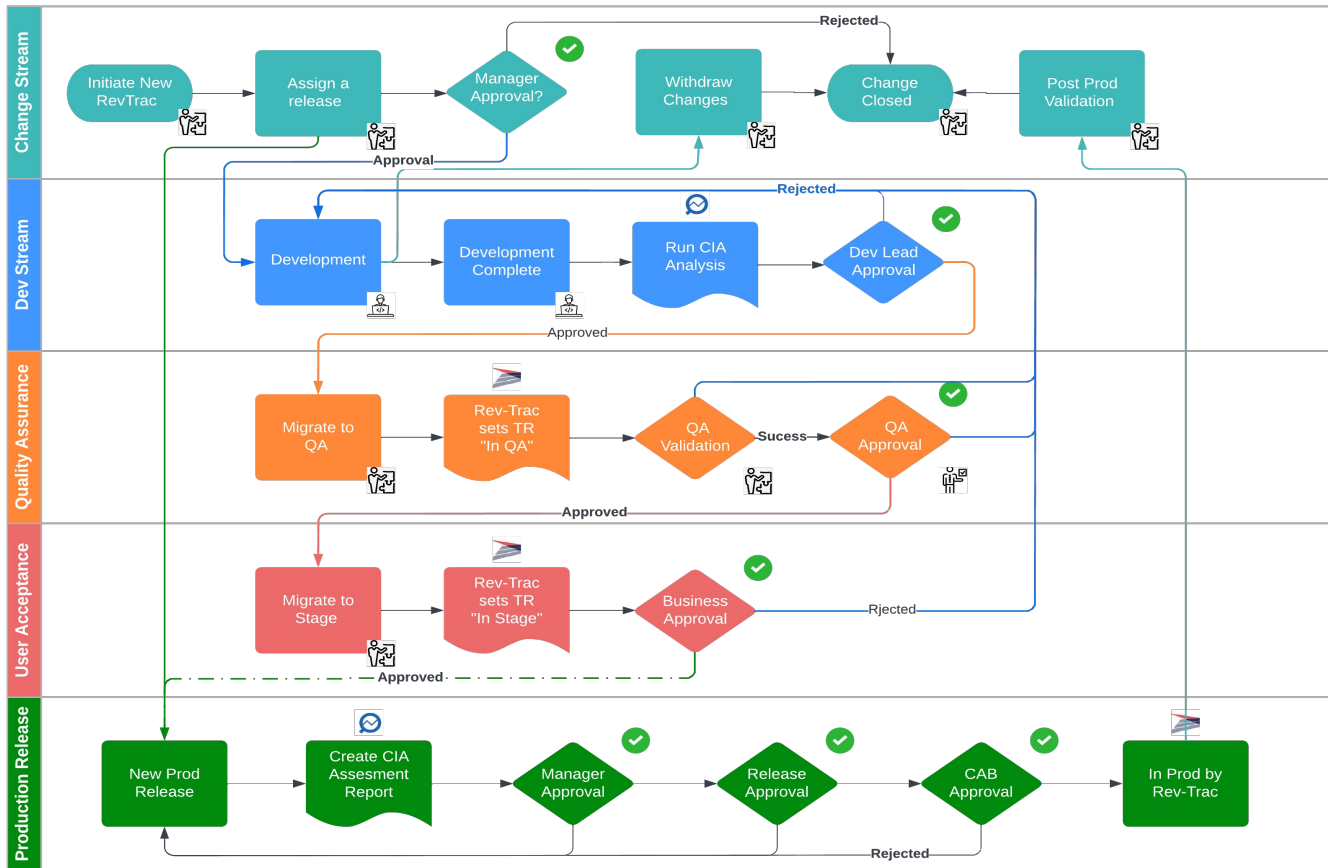 Change Stream
Rejected
Initiate New
RevTrac
Assign a
release
Manager
Approval?
Withdraw
Changes
Change
Closed
Post Prod
Validation
Approval
Dev Stream
Rejected
Development
Development
Complete
Run CIA
Analysis
Dev Lead
Approval
Approved
Quality Assurance
Migrate to
QA
Rev-Trac
sets TR
"In QA"
QA
Validation
Sucess
QA
Approval
Approved
User Acceptance
Migrate to
Stage
Rev-Trac
sets TR
"In Stage"
Business
Approval
Rjected
Approved
Production Release
New Prod
Release
Create CIA
Assesment
Report
Manager
Approval
Release
Approval
CAB
Approval
In Prod by
Rev-Trac
Rejected